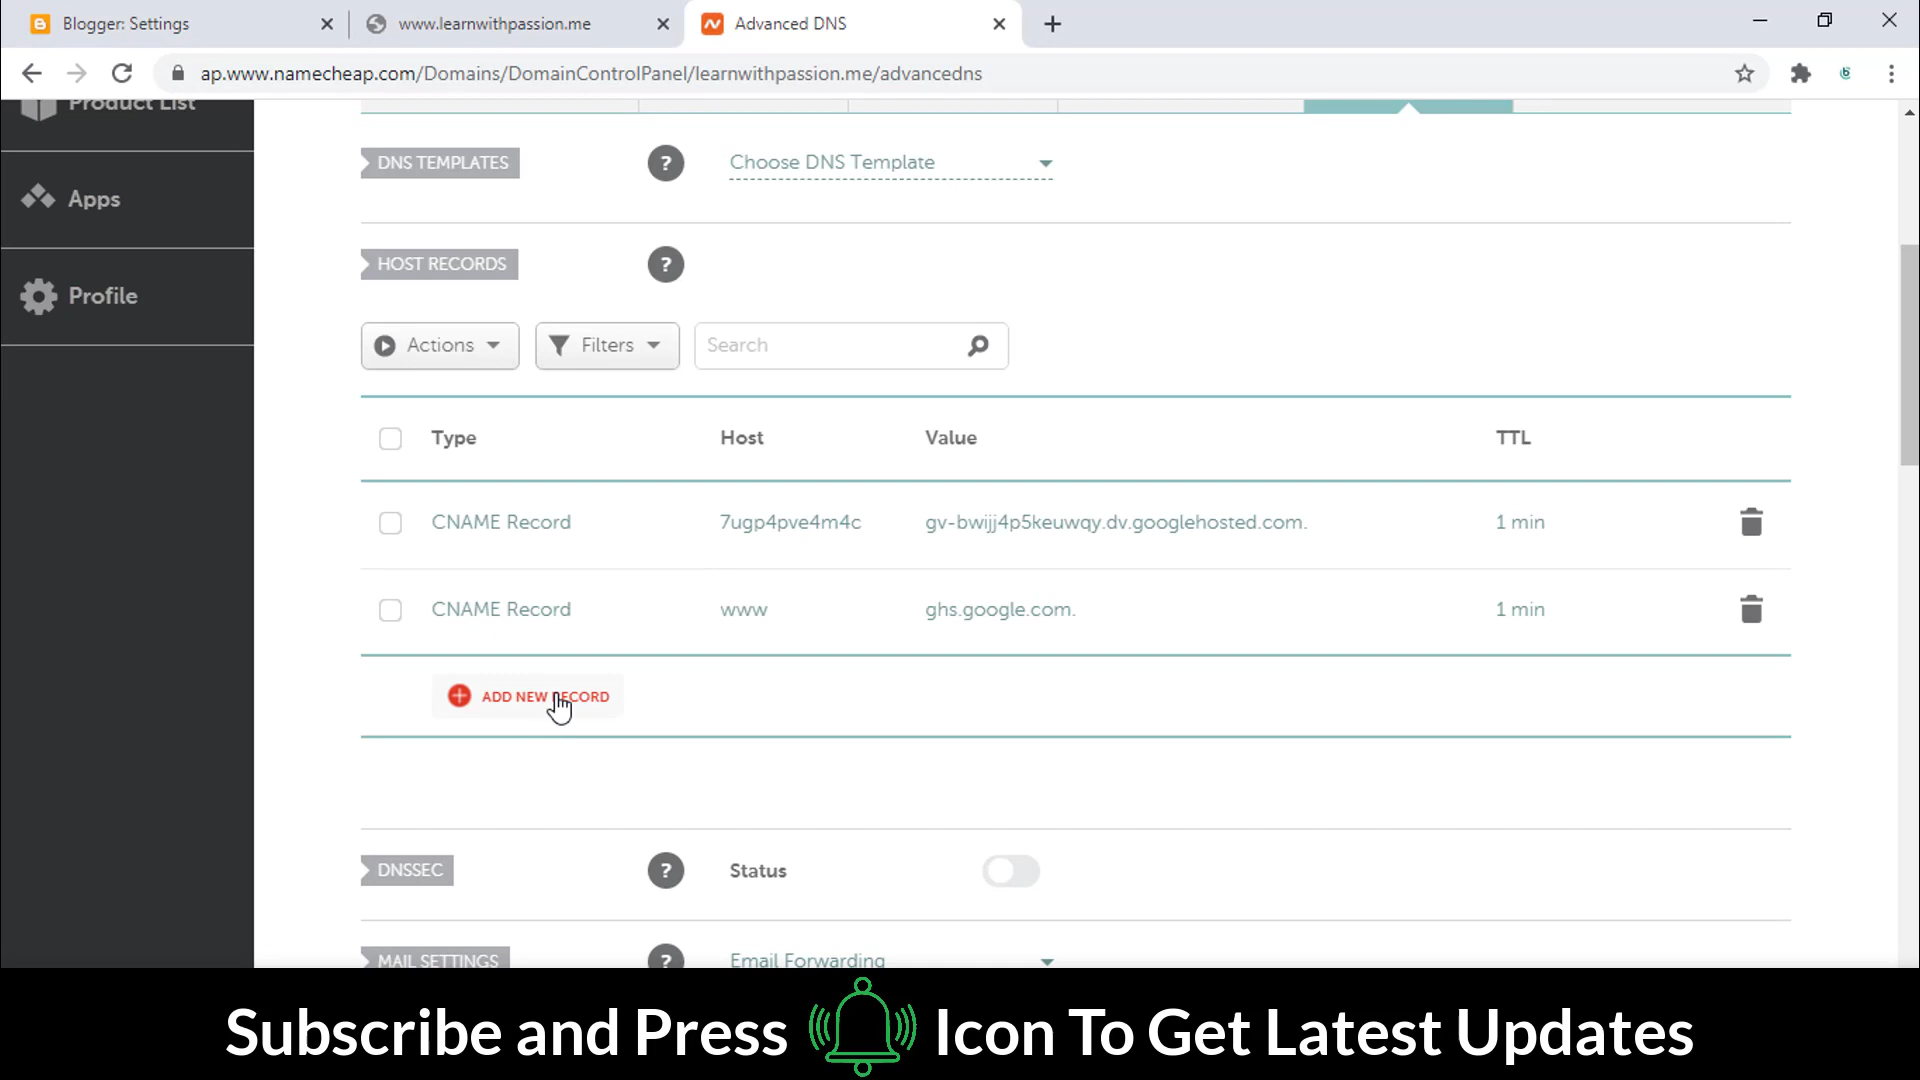 Blogger: Settings
www.learnwithpassion.me
Advanced DNS
ap.www.namecheap.com/Domains/DomainControlPanel/learnwithpassion.me/advancedns
Product List
Apps
Profile
DNS TEMPLATES
?
Choose DNS Template
HOST RECORDS
?
Actions
Filters
Search
Type Host Value TTL
CNAME Record 7ugp4pve4m4c gv-bwijj4p5keuwqy.dv.googlehosted.com. 1 min
CNAME Record www ghs.google.com. 1 min
ADD NEW RECORD
DNSSEC
?
Status
MAIL SETTINGS
?
Email Forwarding
Subscribe and Press Icon To Get Latest Updates